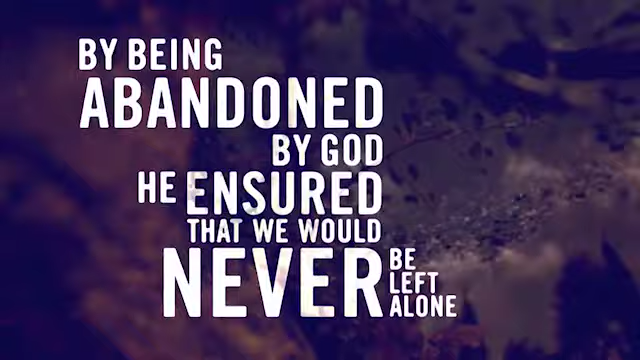 BY BEING
ABANDONED
BY GOD
HE ENSURED
THAT WE WOULD
NEVER
BE
LEFT
ALONE